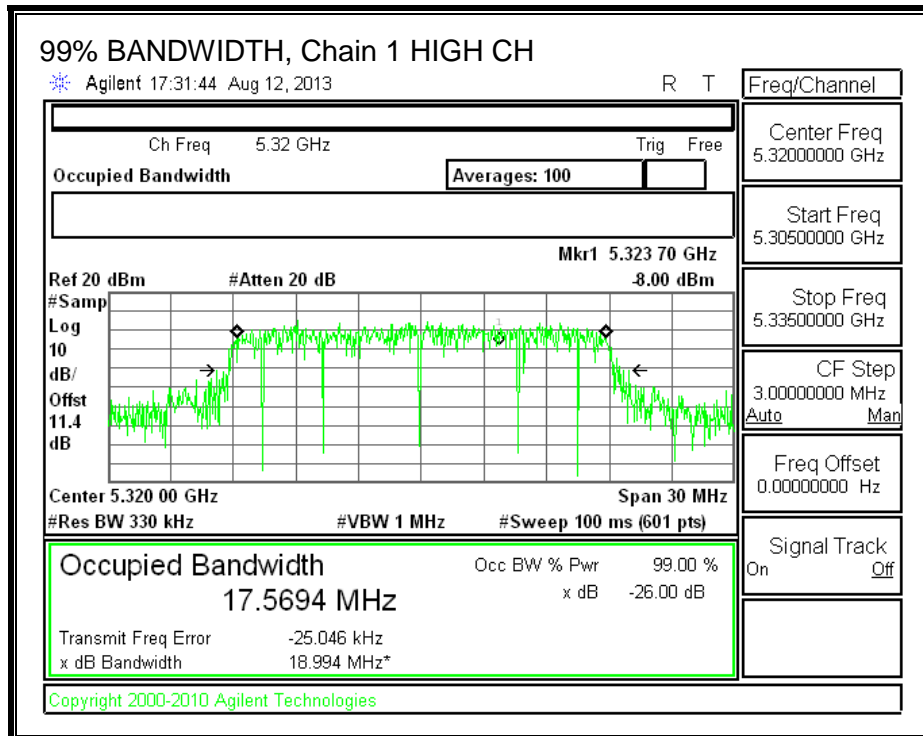 99% BANDWIDTH, Chain 1 HIGH CH
Agilent 17:31:44 Aug 12, 2013 R T
Ch Freq 5.32 GHz Trig Free
Occupied Bandwidth Averages: 100
Mkr1 5.323 70 GHz
Ref 20 dBm #Atten 20 dB -8.00 dBm
#Samp
Log
10
dB/
Offst
11.4
dB
1
Center 5.320 00 GHz Span 30 MHz
#Res BW 330 kHz #VBW 1 MHz #Sweep 100 ms (601 pts)
Occupied Bandwidth Occ BW % Pwr 99.00 %
17.5694 MHz x dB -26.00 dB
Transmit Freq Error -25.046 kHz
x dB Bandwidth 18.994 MHz*
Copyright 2000-2010 Agilent Technologies
Freq/Channel
Center Freq
5.32000000 GHz
Start Freq
5.30500000 GHz
Stop Freq
5.33500000 GHz
CF Step
3.00000000 MHz
Auto Man
Freq Offset
0.00000000 Hz
Signal Track
On Off